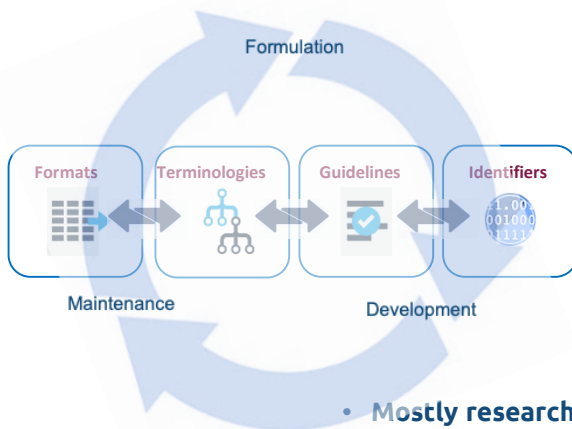 Formulation
Formats Terminologies Guidelines Identifiers
Maintenance
Development
• Mostly research